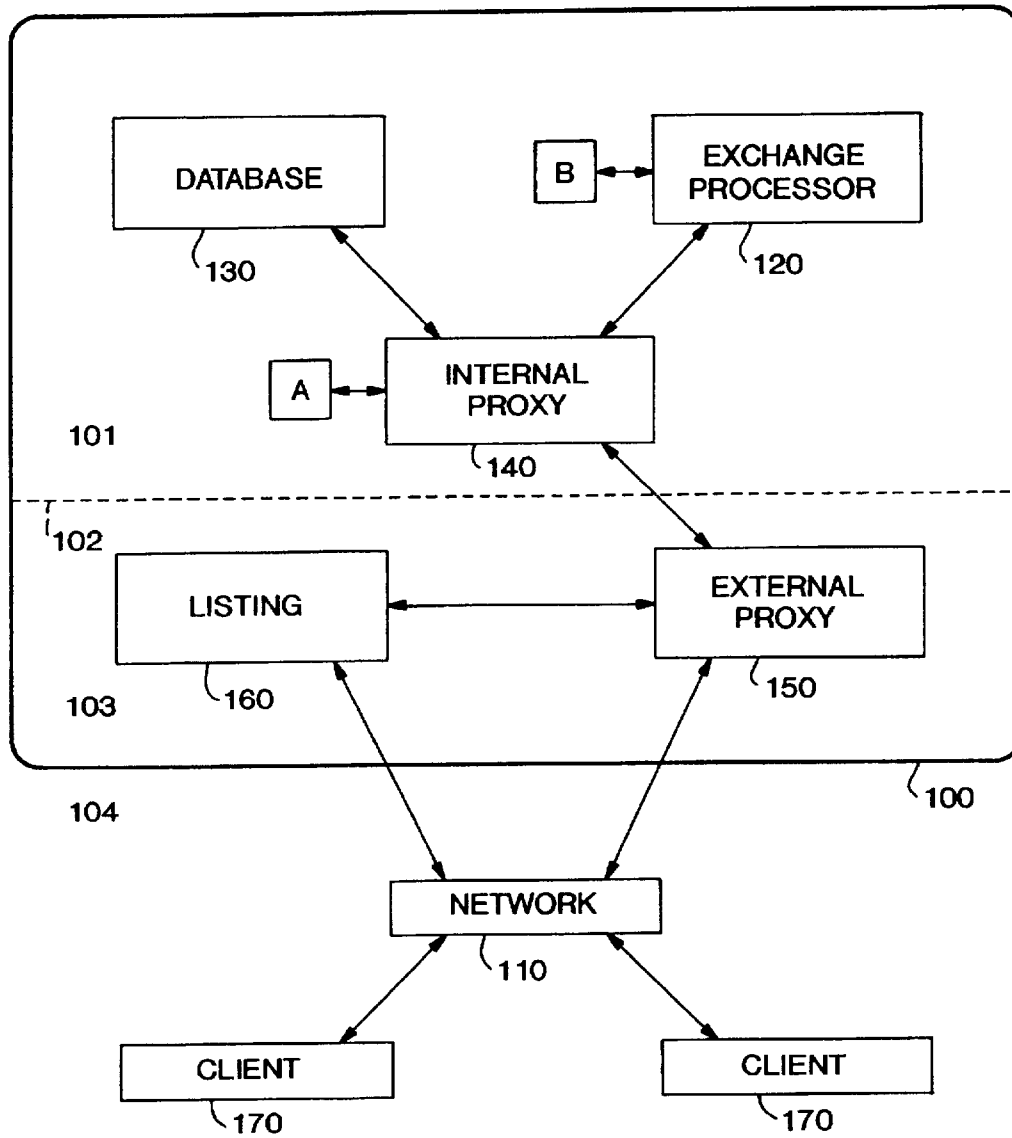 DATABASE
130
B
EXCHANGE
PROCESSOR
120
A
INTERNAL
PROXY
140
101
102
LISTING
160
EXTERNAL
PROXY
150
103
100
104
NETWORK
110
CLIENT
170
CLIENT
170